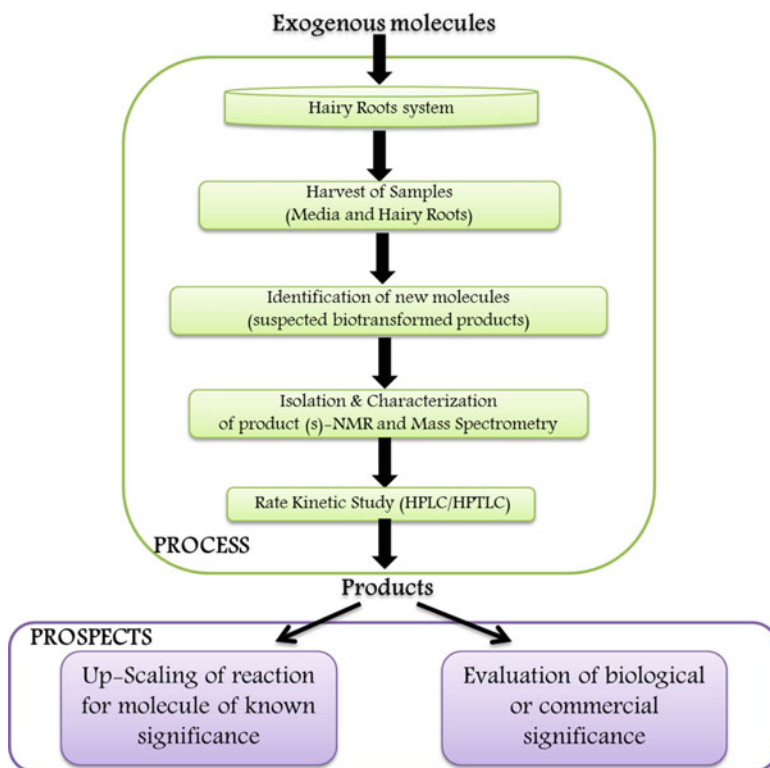 Exogenous molecules
Hairy Roots system
Harvest of Samples
(Media and Hairy Roots)
Identification of new molecules
(suspected biotransformed products)
Isolation & Characterization
of product (s)-NMR and Mass Spectrometry
Rate Kinetic Study (HPLC/HPTLC)
PROCESS
Products
PROSPECTS
Up-Scaling of reaction
for molecule of known
significance
Evaluation of biological
or commercial
significance